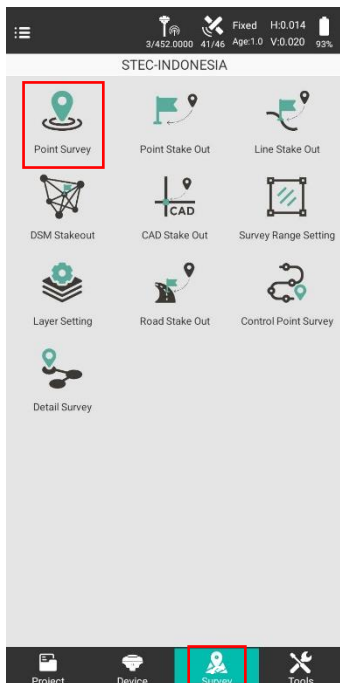 Fixed H:0.014
3/452.0000 41/46 Age:1.0 V:0.020 93%
STEC-INDONESIA
Point Survey Point Stake Out Line Stake Out
CAD
DSM Stakeout CAD Stake Out Survey Range Setting
Layer Setting Road Stake Out Control Point Survey
Detail Survey
Project Device Survey Tools